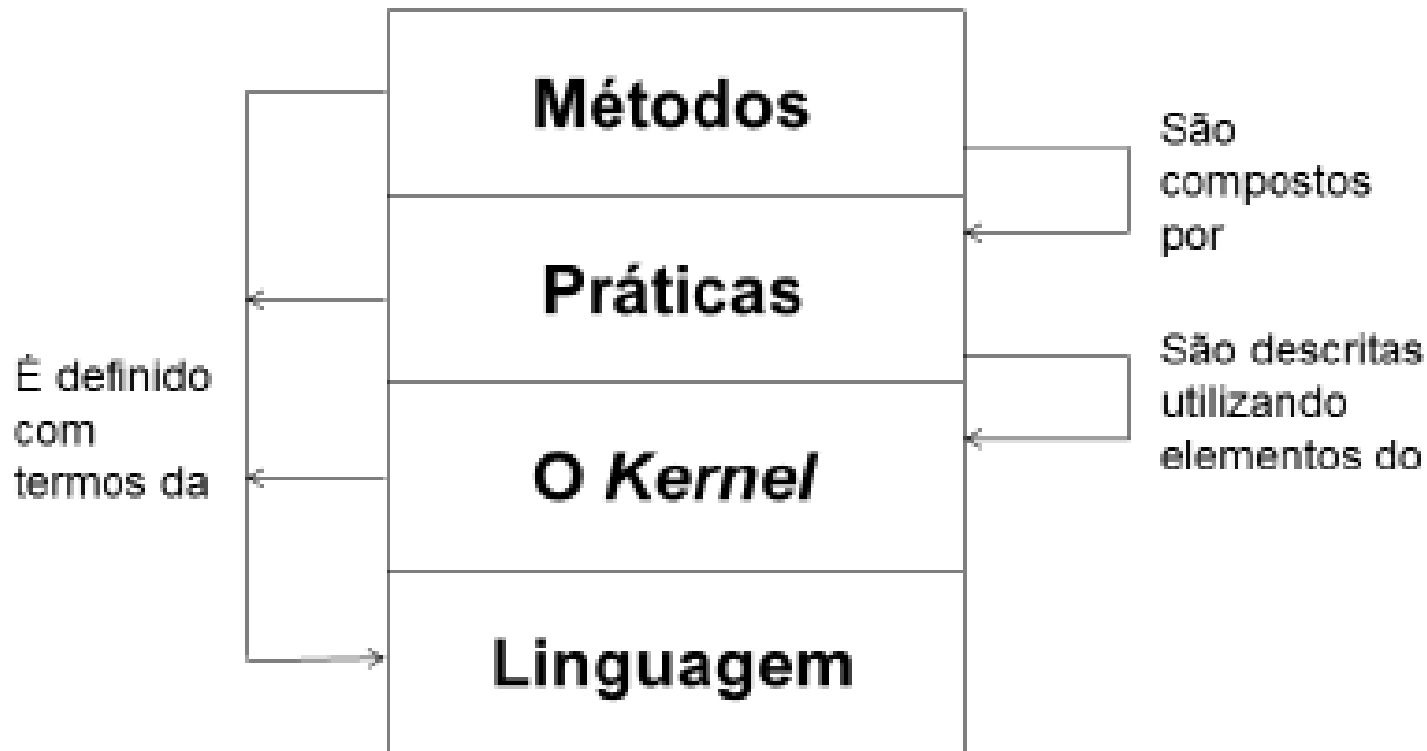 Métodos
São
compostos
por
Práticas
É definido
com
termos da
São descritas
utilizando
elementos do
O Kernel
Linguagem